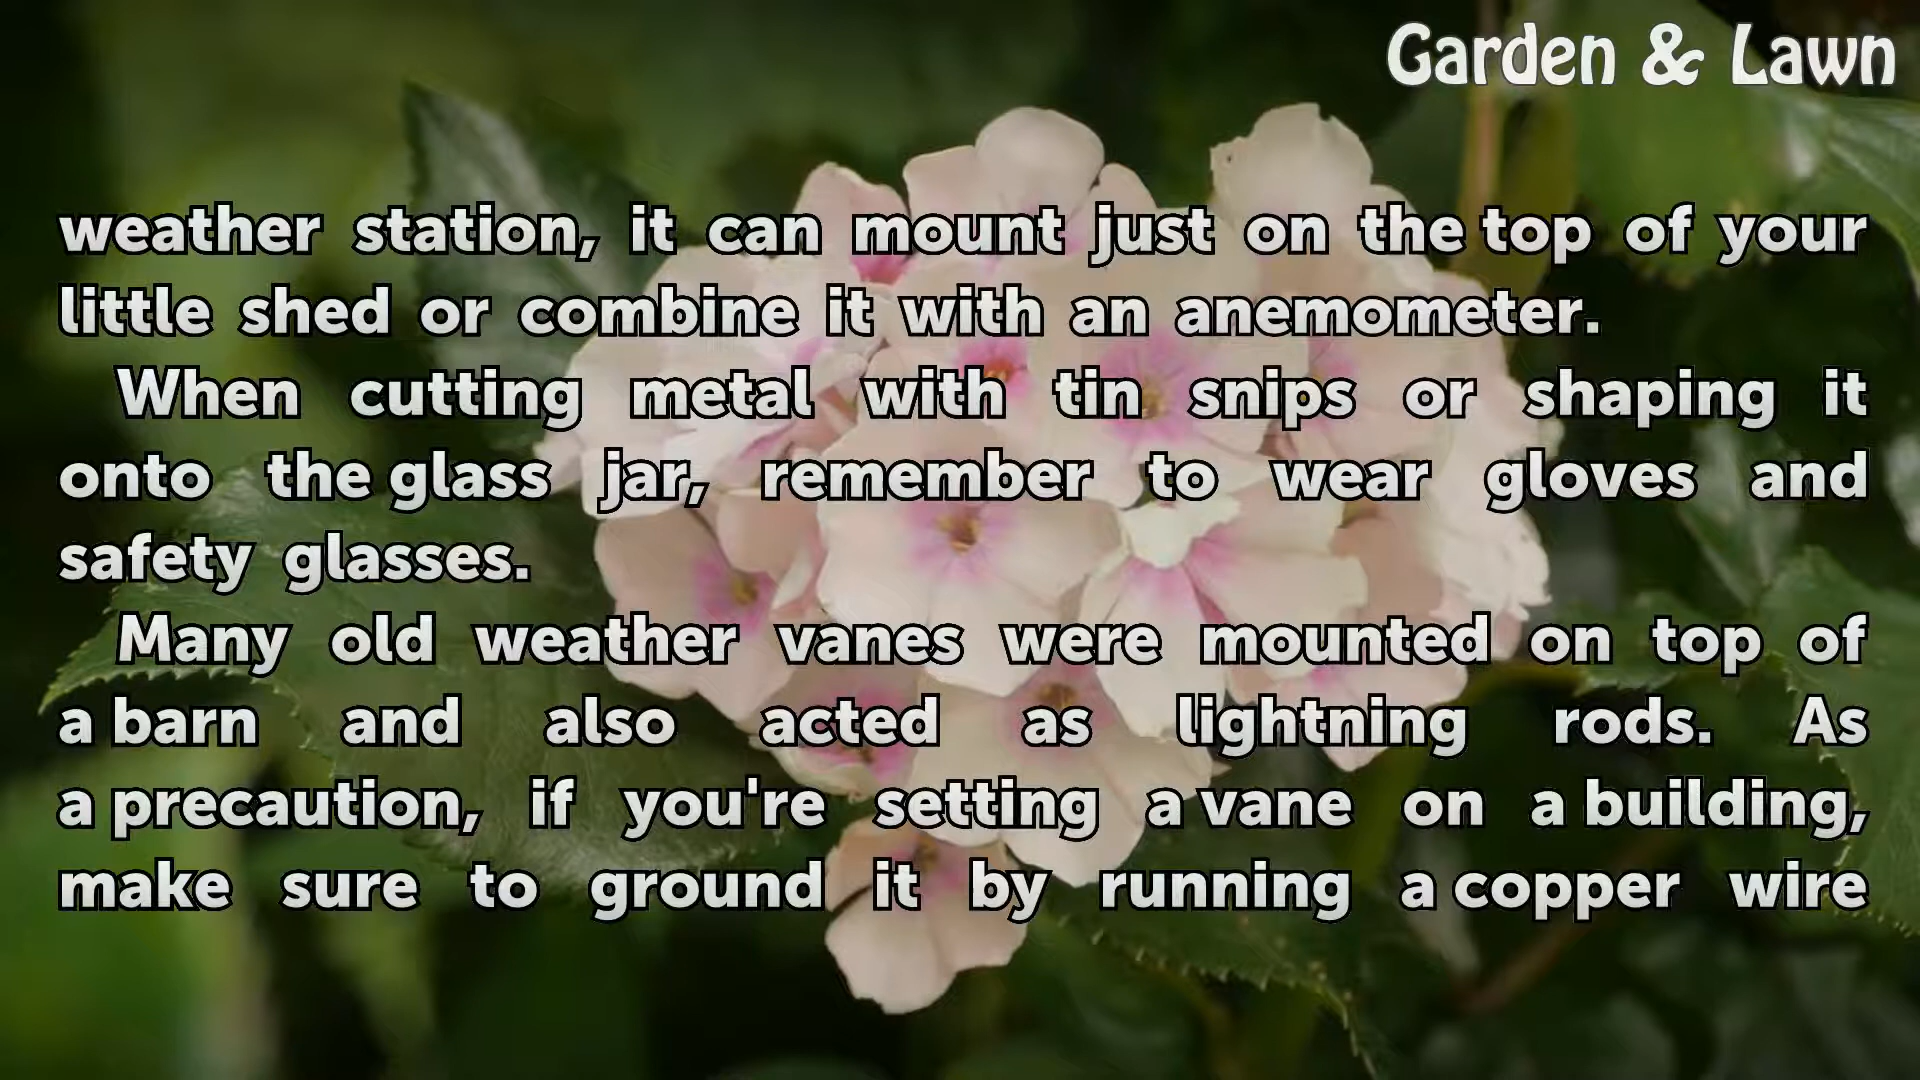 Garden & Lawn
weather station, it can mount just on the top of your
little shed or combine it with an anemometer.
When cutting metal with tin snips or shaping it
onto the glass jar, remember to wear gloves and
safety glasses.
Many old weather vanes were mounted on top of
a barn and also acted as lightning rods. As
a precaution, if you're setting a vane on a building,
make sure to ground it by running a copper wire